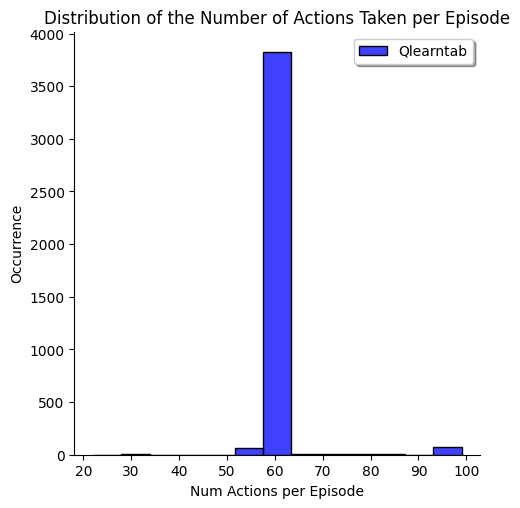 Distribution of the Number of Actions Taken per Episode
Qlearntab
4000
3500
3000
2500
2000
1500
1000
500
0
Occurrence
20 30 40 50 60 70 80 90 100
Num Actions per Episode